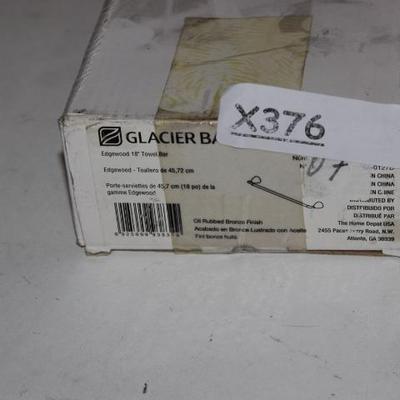 GLACIER BA
X376
Edgewood 18" Towel Bar
Edgewood - Toallero de 45,72 cm
Porte-serviettes de 45,7 cm (18 po) de la
gamme Edgewood
Oil Rubbed Bronze Finish
Acabado en Bronce Lustrado con Aceite
Fini bronze huilé
N CHINA
EN CHINA
EN CHINE
DISTRIBUTED BY
DISTRIBUIDO POR
DISTRIBUÉ PAR
The Home Depot USA
2455 Paces Ferry Road, N.W.
Atlanta, GA 30339